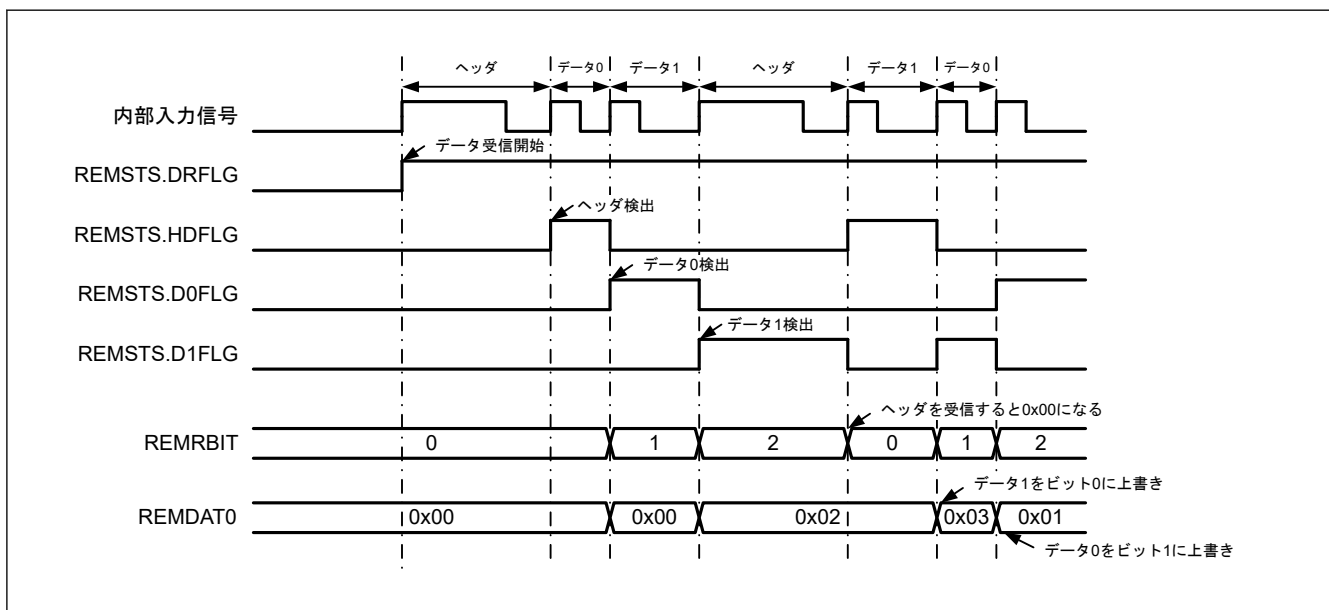 ヘッダ データ0 データ1 ヘッダ データ1 データ0
内部入力信号
データ受信開始
REMSTS.DRFLG
ヘッダ検出
REMSTS.HDFLG
データ0検出
REMSTS.D0FLG
データ1検出
REMSTS.D1FLG
ヘッダを受信すると0x00になる
REMRBIT 0 1 2 0 1 2
データ1をビット0に上書き
REMDAT0 0x00 0x00 0x02 0x03 0x01
データ0をビット1に上書き